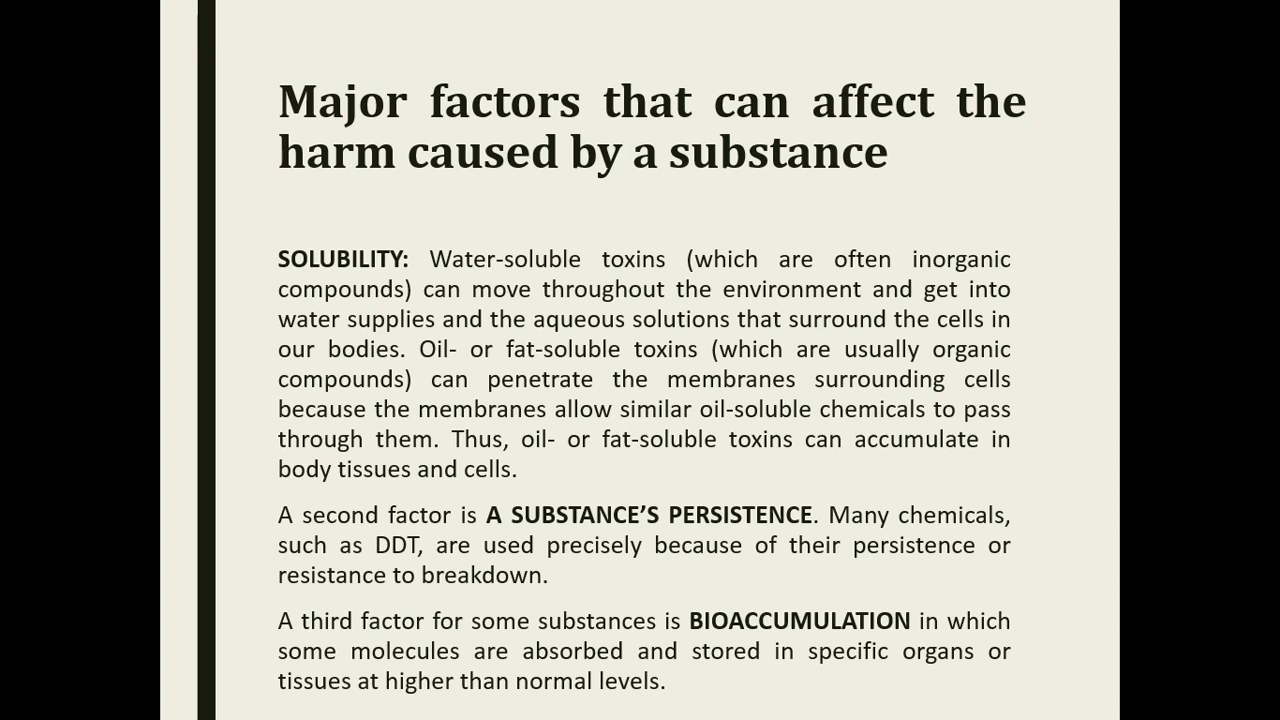 Major factors that can affect the
harm caused by a substance
SOLUBILITY: Water-soluble toxins (which are often inorganic
compounds) can move throughout the environment and get into
water supplies and the aqueous solutions that surround the cells in
our bodies. Oil- or fat-soluble toxins (which are usually organic
compounds) can penetrate the membranes surrounding cells
because the membranes allow similar oil-soluble chemicals to pass
through them. Thus, oil- or fat-soluble toxins can accumulate in
body tissues and cells.
A second factor is A SUBSTANCE’S PERSISTENCE. Many chemicals,
such as DDT, are used precisely because of their persistence or
resistance to breakdown.
A third factor for some substances is BIOACCUMULATION in which
some molecules are absorbed and stored in specific organs or
tissues at higher than normal levels.